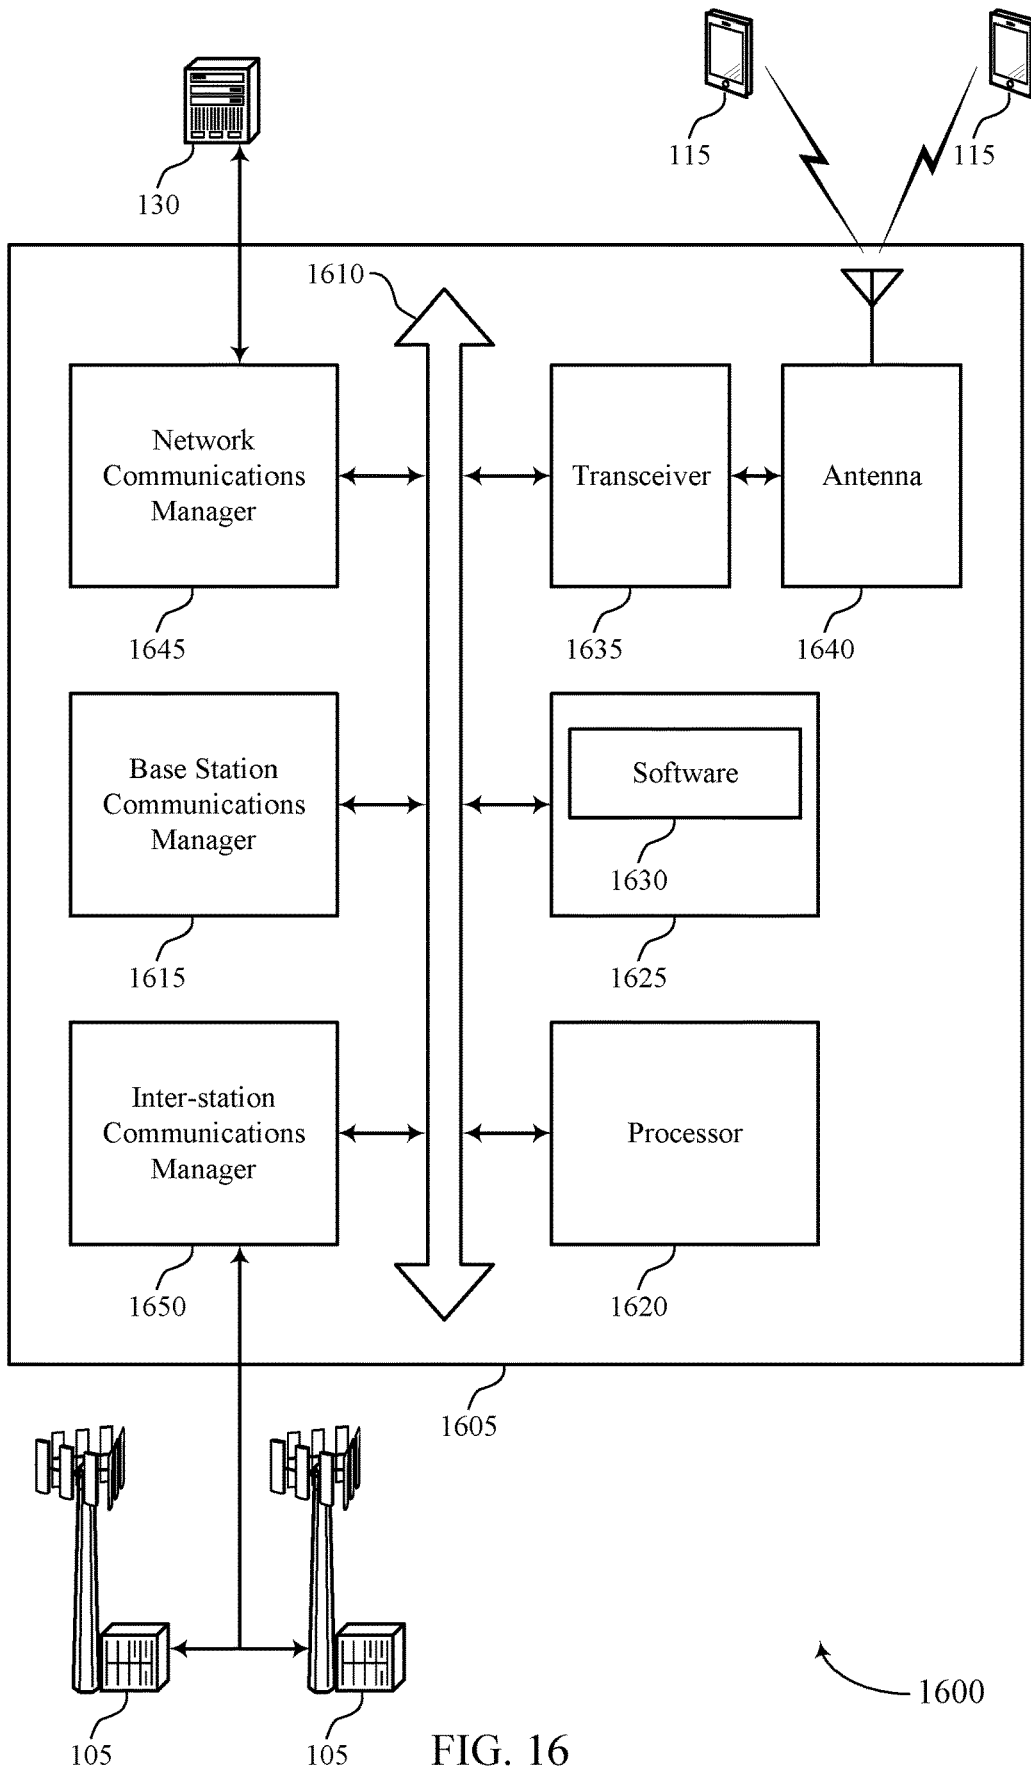 130
115
115
1610
Network
Communications
Manager
Transceiver
Antenna
1645
1635
1640
Base Station
Communications
Manager
Software
1630
1615
1625
Inter-station
Communications
Manager
Processor
1650
1620
1605
1600
105
105
FIG. 16